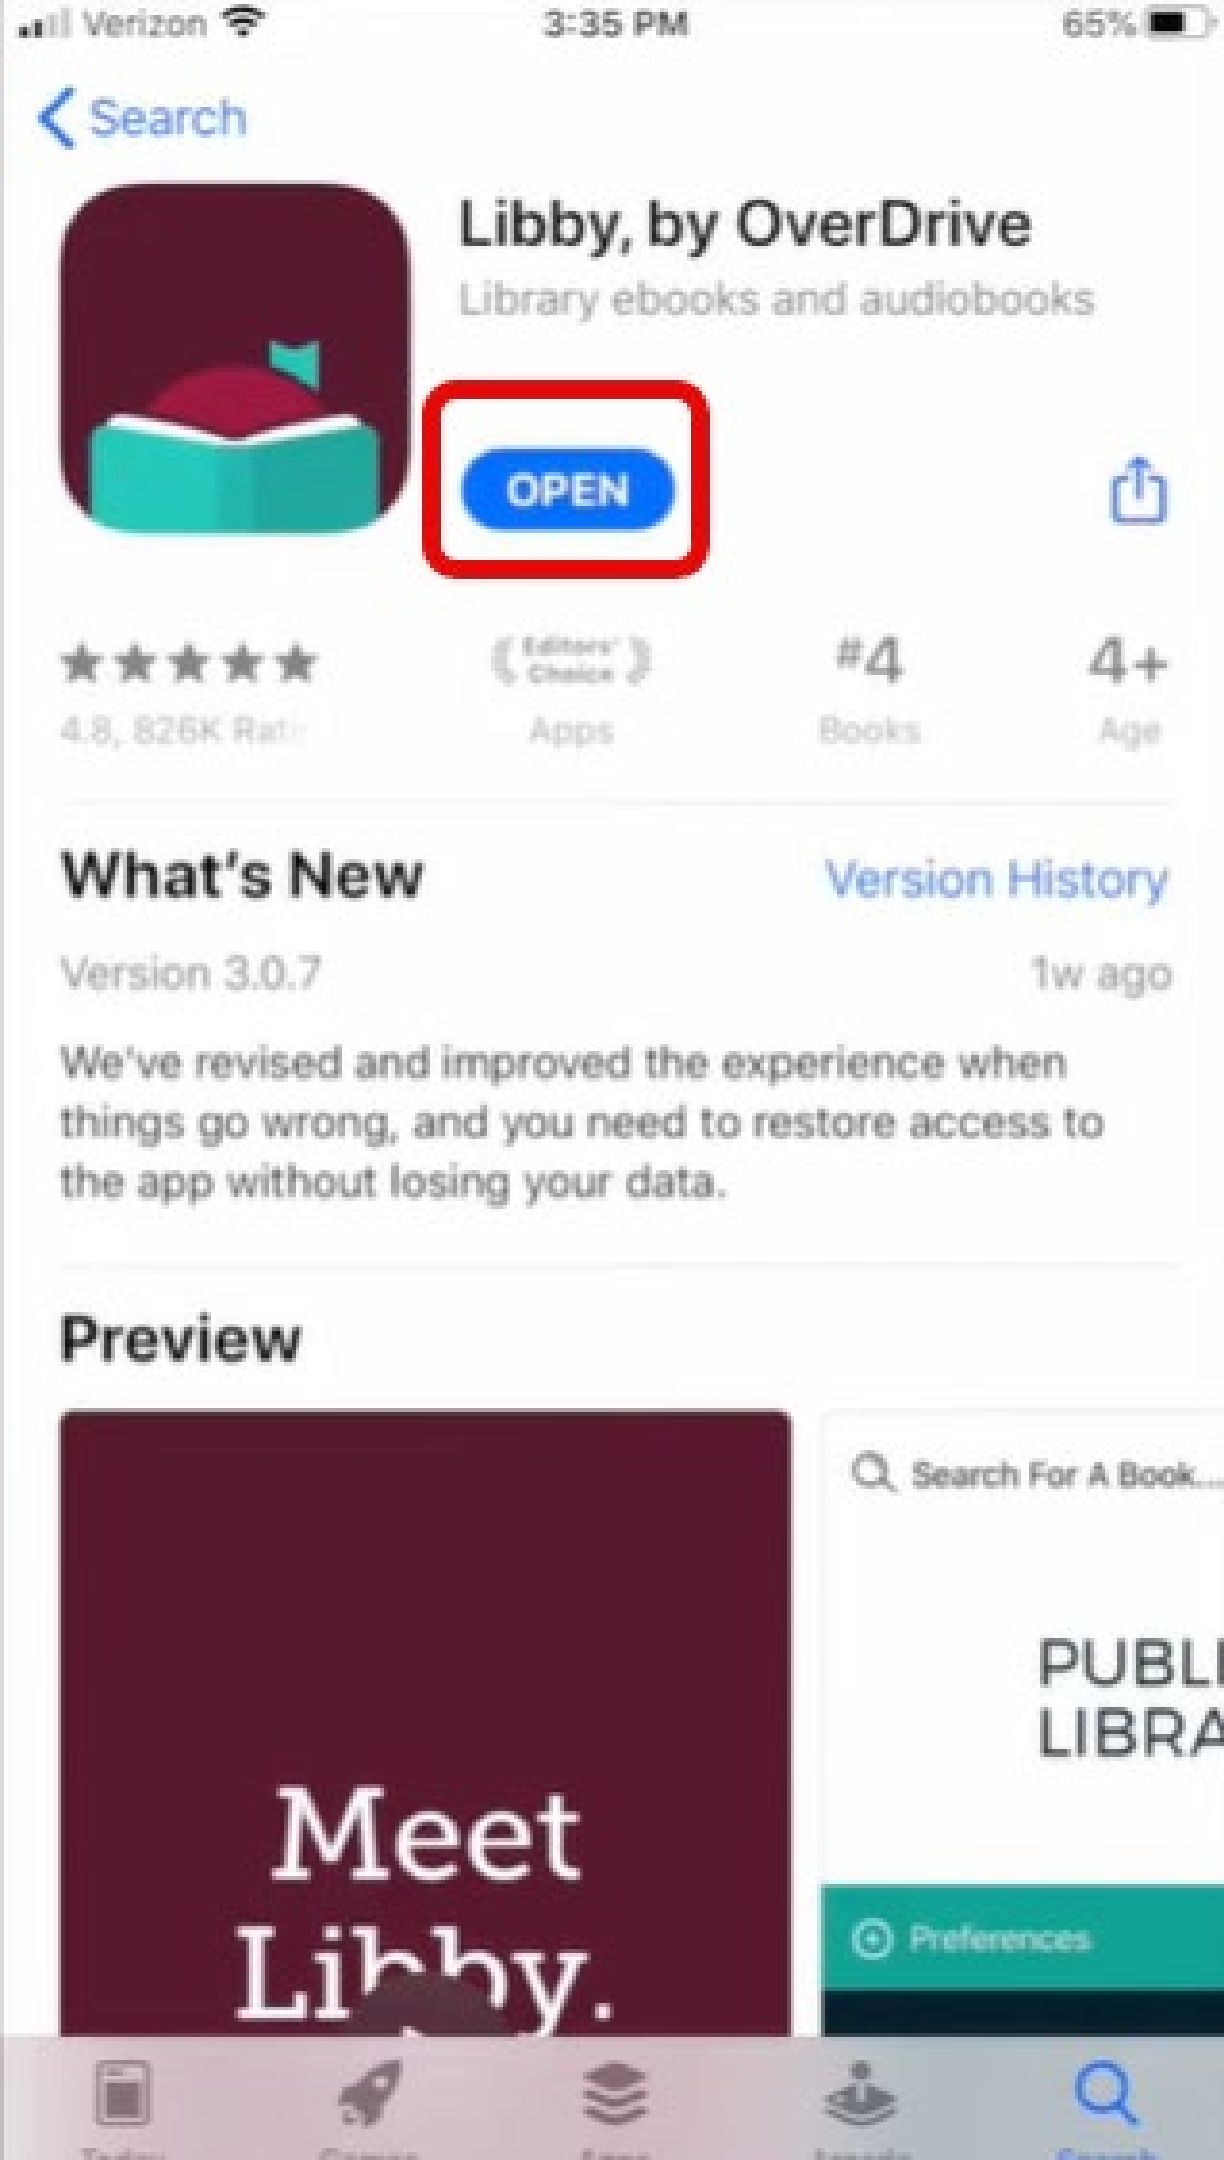 Verizon 3:35 PM 65%
Search
Libby, by OverDrive
Library ebooks and audiobooks
OPEN
Editors'
Choice
#4 4+
4.8, 826K Apps Books Age
What's New Version History
Version 3.0.7 1w ago
We've revised and improved the experience when
things go wrong, and you need to restore access to
the app without losing your data.
Preview
Search For A Book...
PUBLI
LIBRA
Meet
Libby.
Preferences